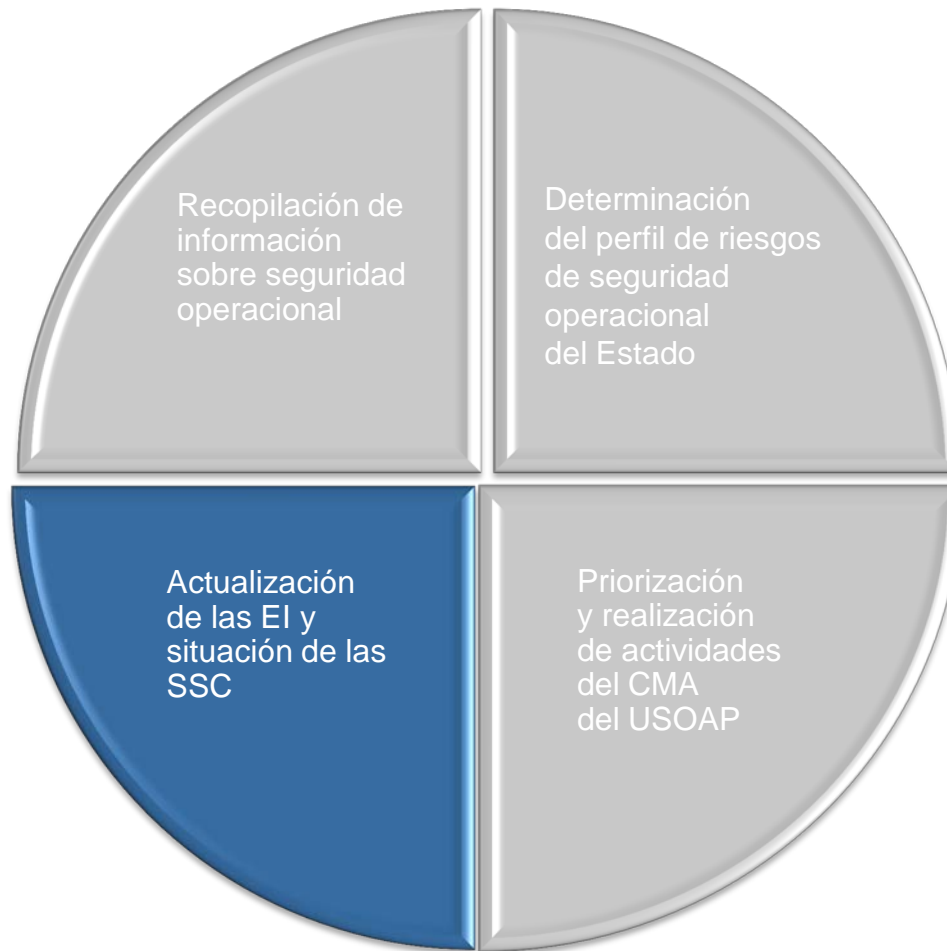 Recopilación de
información
sobre seguridad
operacional
Determinación
del perfil de riesgos
de seguridad
operacional
del Estado
Actualización
de las EI y
situación de las
SSC
Priorización
y realización
de actividades
del CMA
del USOAP